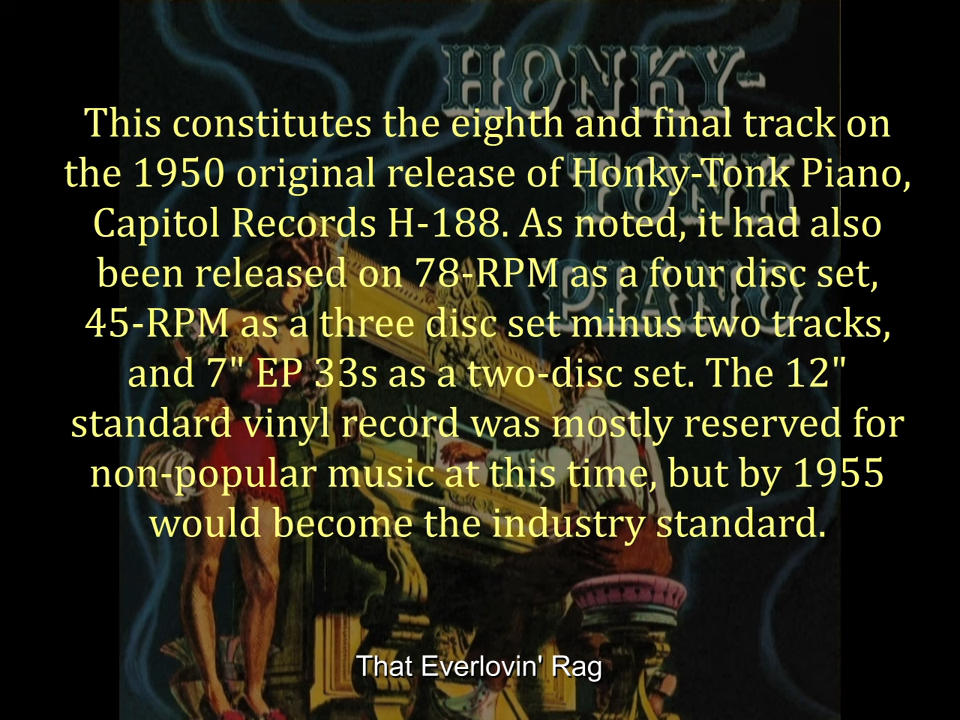 HONKY-
TONK
PIANO
This constitutes the eighth and final track on
the 1950 original release of Honky-Tonk Piano,
Capitol Records H-188. As noted, it had also
been released on 78-RPM as a four disc set,
45-RPM as a three disc set minus two tracks,
and 7" EP 33s as a two-disc set. The 12"
standard vinyl record was mostly reserved for
non-popular music at this time, but by 1955
would become the industry standard.
That Everlovin' Rag